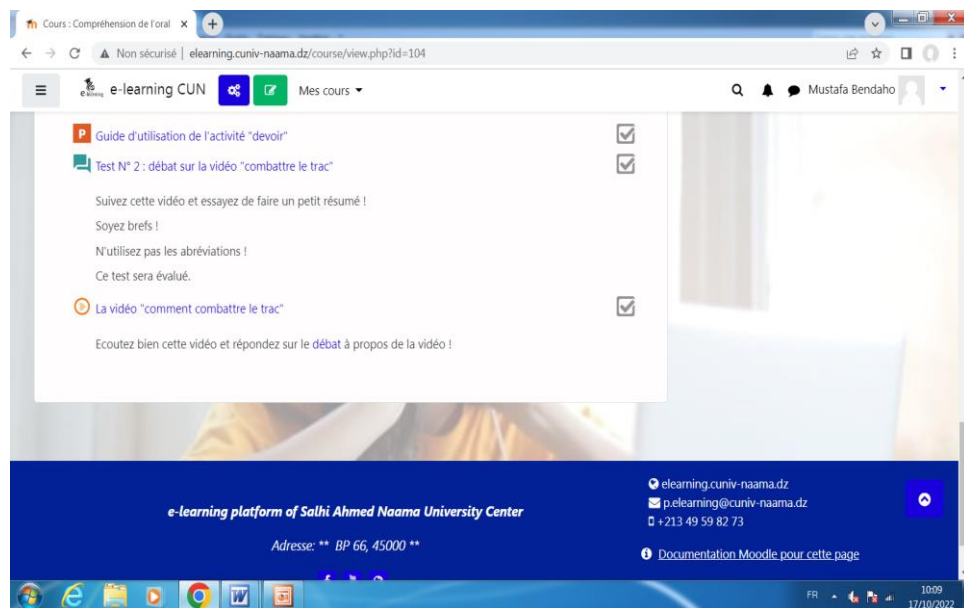 Cours : Compréhension de l'oral
Non sécurisé | elearning.cuniv-naama.dz/course/view.php?id=104
e-learning CUN Mes cours Mustafa Bendaho
Guide d'utilisation de l'activité "devoir"
Test N° 2 : débat sur la vidéo "combattre le trac"
Suivez cette vidéo et essayez de faire un petit résumé !
Soyez brefs !
N'utilisez pas les abréviations !
Ce test sera évalué.
La vidéo "comment combattre le trac"
Ecoutez bien cette vidéo et répondez sur le débat à propos de la vidéo !
e-learning platform of Salhi Ahmed Naama University Center
Adresse: ** BP 66, 45000 **
elearning.cuniv-naama.dz
p.elearning@cuniv-naama.dz
+213 49 59 82 73
Documentation Moodle pour cette page
FR
10:09
17/10/2022